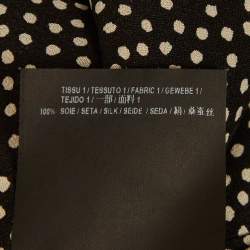 TISSU 1 / TESSUTO 1 / FABRIC 1 / GEWEBE 1 /
TEJIDO 1 / 一部 / 面料 1 /
100% SOIE / SETA / SILK / SEIDE / SEDA / 絹 / 桑蚕丝